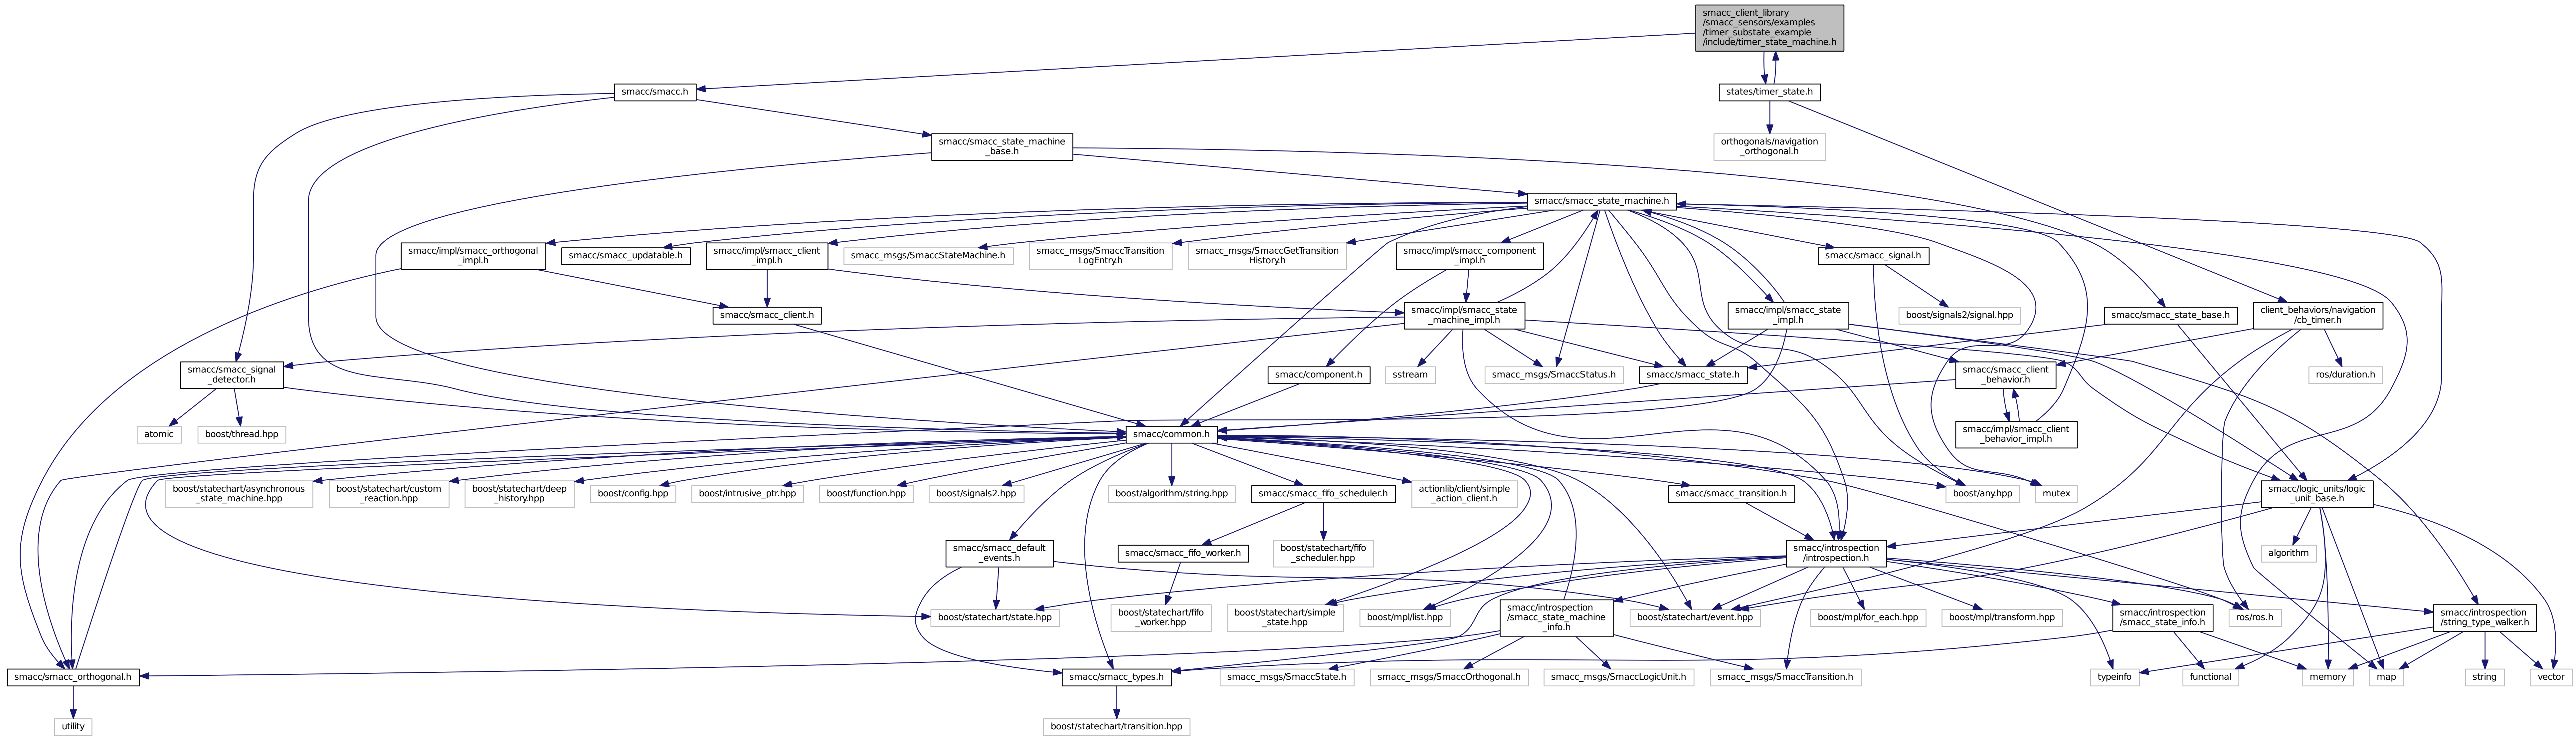 smacc_client_library
/smacc_sensors/examples
/timer_substate_example
/include/timer_state_machine.h
smacc/smacc.h
states/timer_state.h
smacc/smacc_state_machine
_base.h
orthogonals/navigation
_orthogonal.h
smacc/smacc_state_machine.h
smacc/impl/smacc_orthogonal
_impl.h
smacc/smacc_updatable.h
smacc/impl/smacc_client
_impl.h
smacc_msgs/SmaccStateMachine.h
smacc_msgs/SmaccTransition
LogEntry.h
smacc_msgs/SmaccGetTransition
History.h
smacc/impl/smacc_component
_impl.h
smacc/smacc_signal.h
smacc/smacc_client.h
smacc/impl/smacc_state
_machine_impl.h
smacc/impl/smacc_state
_impl.h
boost/signals2/signal.hpp
smacc/smacc_state_base.h
client_behaviors/navigation
/cb_timer.h
smacc/smacc_signal
_detector.h
smacc/component.h
sstream
smacc_msgs/SmaccStatus.h
smacc/smacc_state.h
smacc/smacc_client
_behavior.h
ros/duration.h
atomic
boost/thread.hpp
smacc/common.h
smacc/impl/smacc_client
_behavior_impl.h
boost/statechart/asynchronous
_state_machine.hpp
boost/statechart/custom
_reaction.hpp
boost/statechart/deep
_history.hpp
boost/config.hpp
boost/intrusive_ptr.hpp
boost/function.hpp
boost/signals2.hpp
boost/algorithm/string.hpp
smacc/smacc_fifo_scheduler.h
actionlib/client/simple
_action_client.h
smacc/smacc_transition.h
boost/any.hpp
mutex
smacc/logic_units/logic
_unit_base.h
smacc/smacc_default
_events.h
smacc/smacc_fifo_worker.h
boost/statechart/fifo
_scheduler.hpp
smacc/introspection
/introspection.h
algorithm
boost/statechart/state.hpp
boost/statechart/fifo
_worker.hpp
boost/statechart/simple
_state.hpp
boost/mpl/list.hpp
smacc/introspection
/smacc_state_machine
_info.h
boost/statechart/event.hpp
boost/mpl/for_each.hpp
boost/mpl/transform.hpp
smacc/introspection
/smacc_state_info.h
ros/ros.h
smacc/introspection
/string_type_walker.h
smacc/smacc_orthogonal.h
smacc/smacc_types.h
smacc_msgs/SmaccState.h
smacc_msgs/SmaccOrthogonal.h
smacc_msgs/SmaccLogicUnit.h
smacc_msgs/SmaccTransition.h
typeinfo
functional
memory
map
string
vector
utility
boost/statechart/transition.hpp